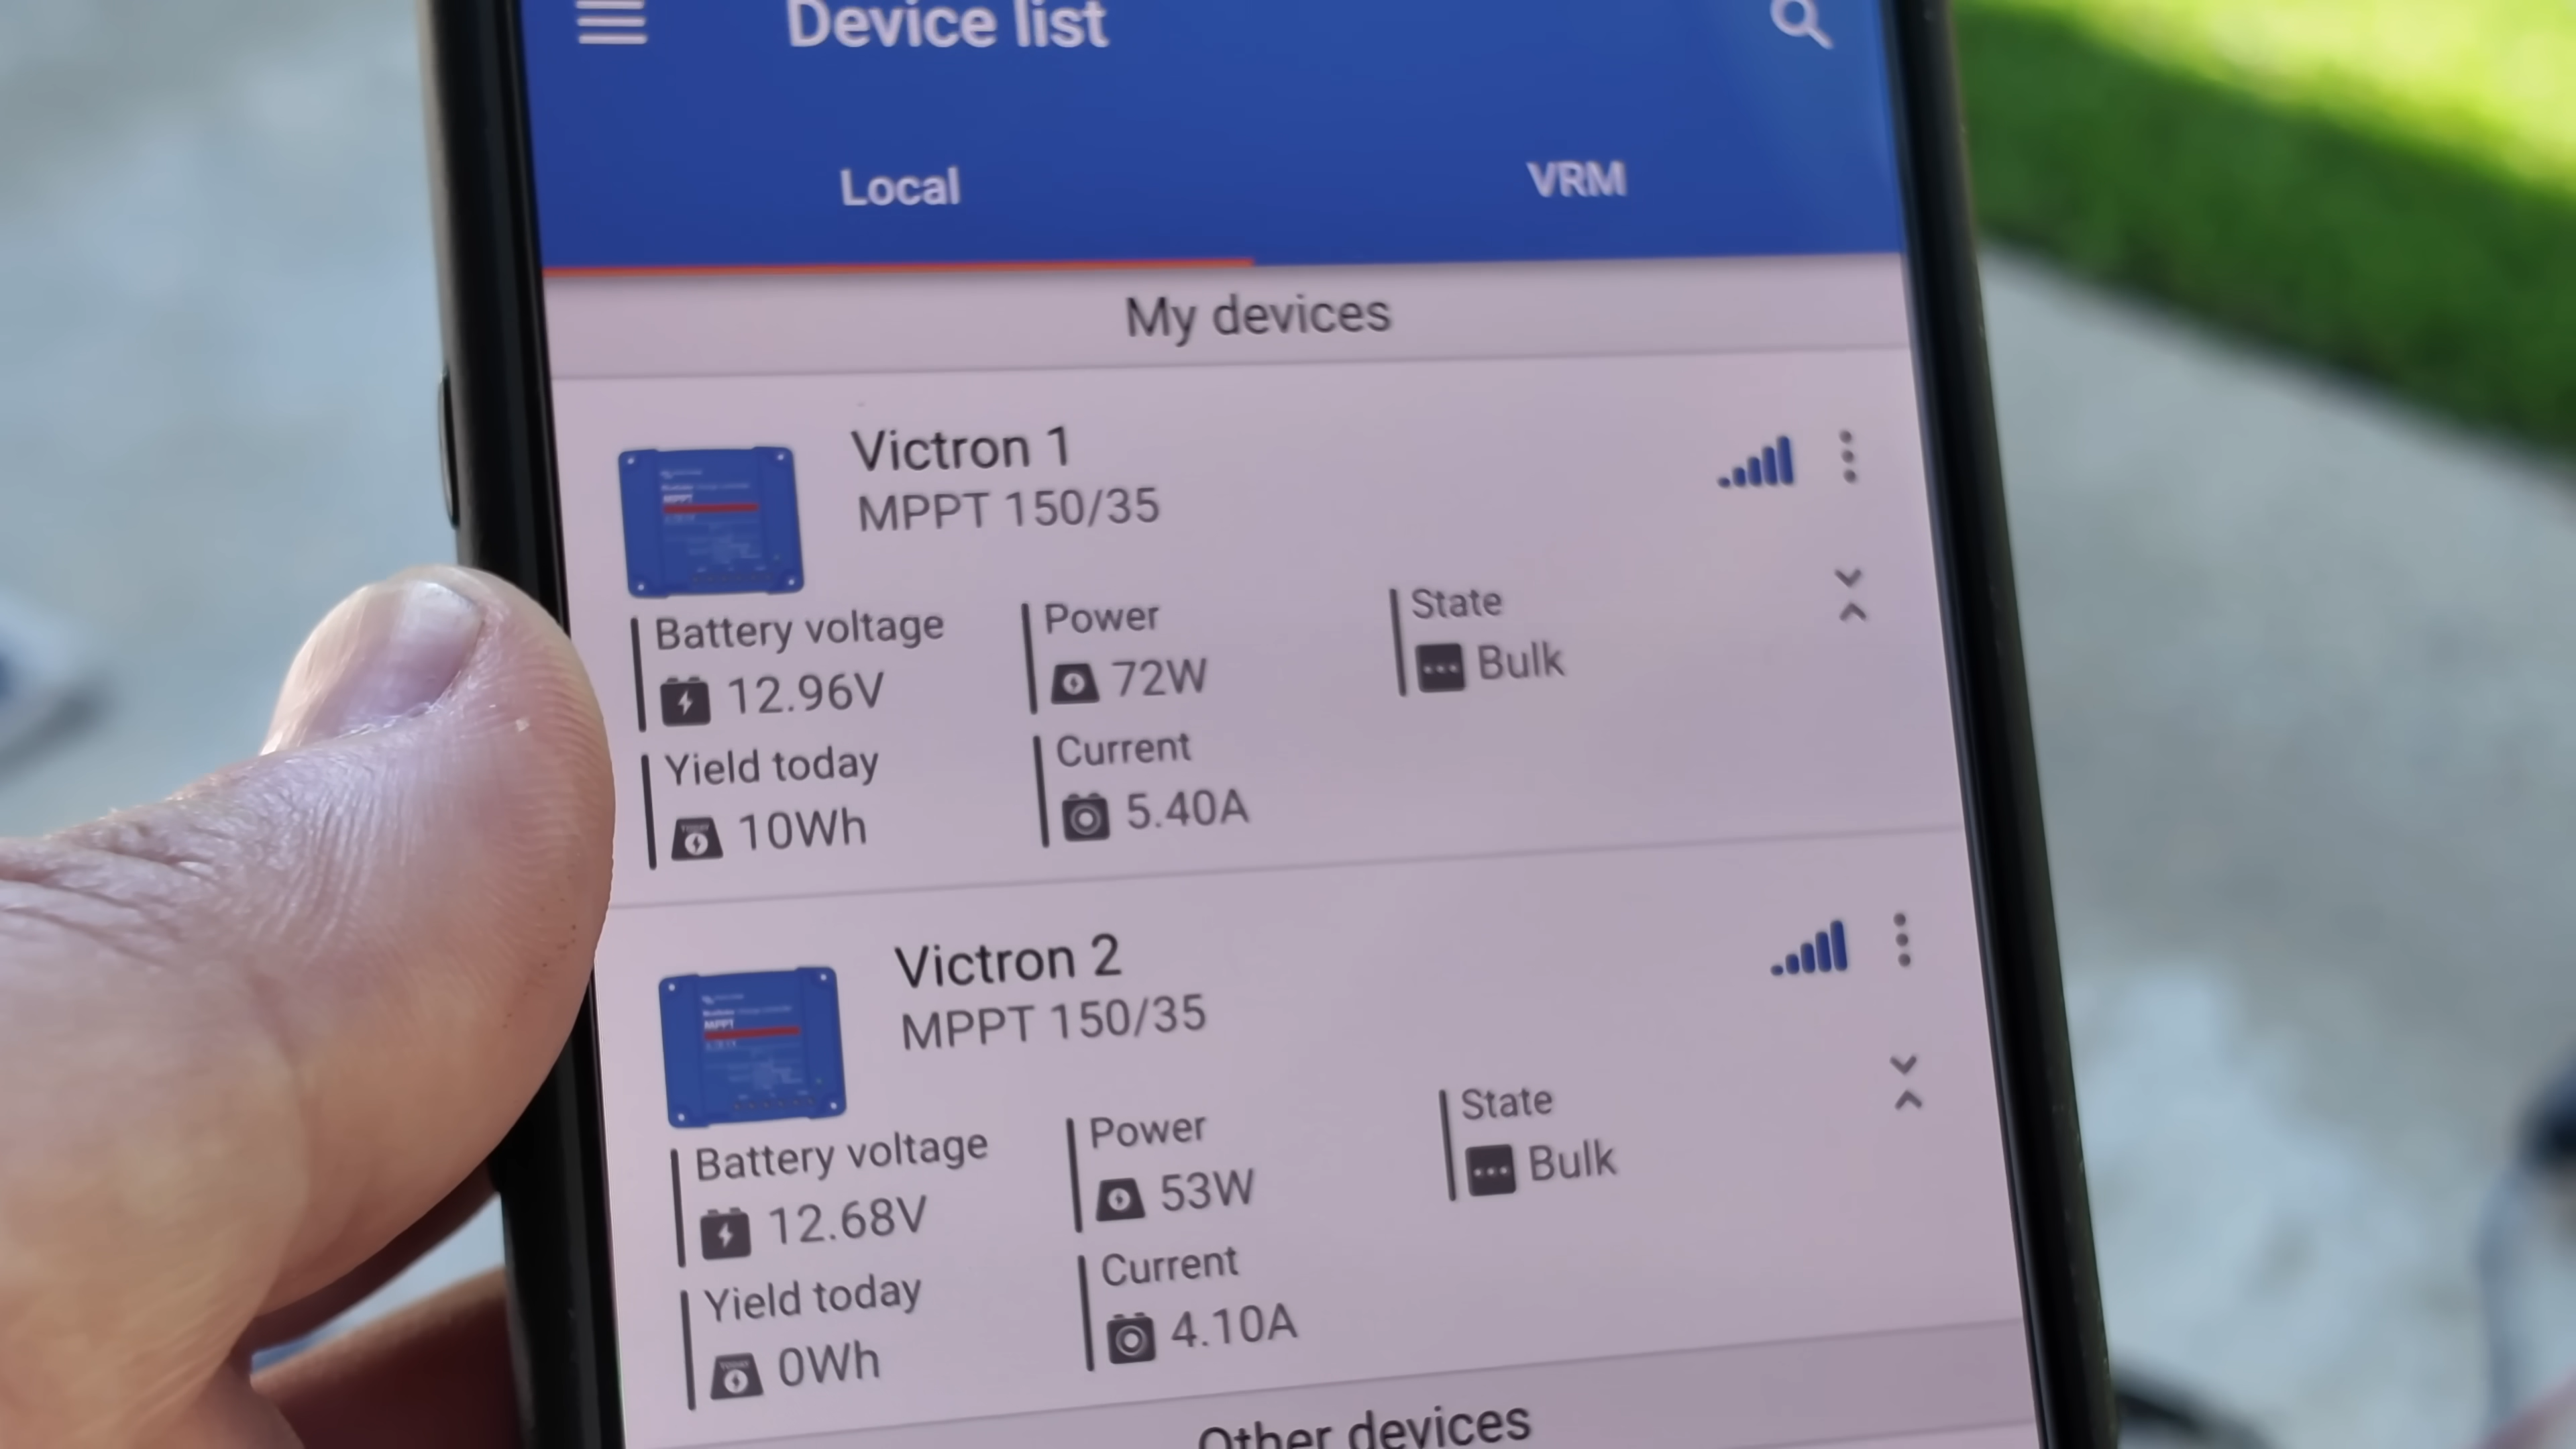 Device list
Local
VRM
My devices
Victron 1
MPPT 150/35
Battery voltage
Power
State
12.96V
72W
Bulk
Yield today
Current
10Wh
5.40A
Victron 2
MPPT 150/35
Battery voltage
Power
State
12.68V
53W
Bulk
Yield today
Current
0Wh
4.10A
Other devices